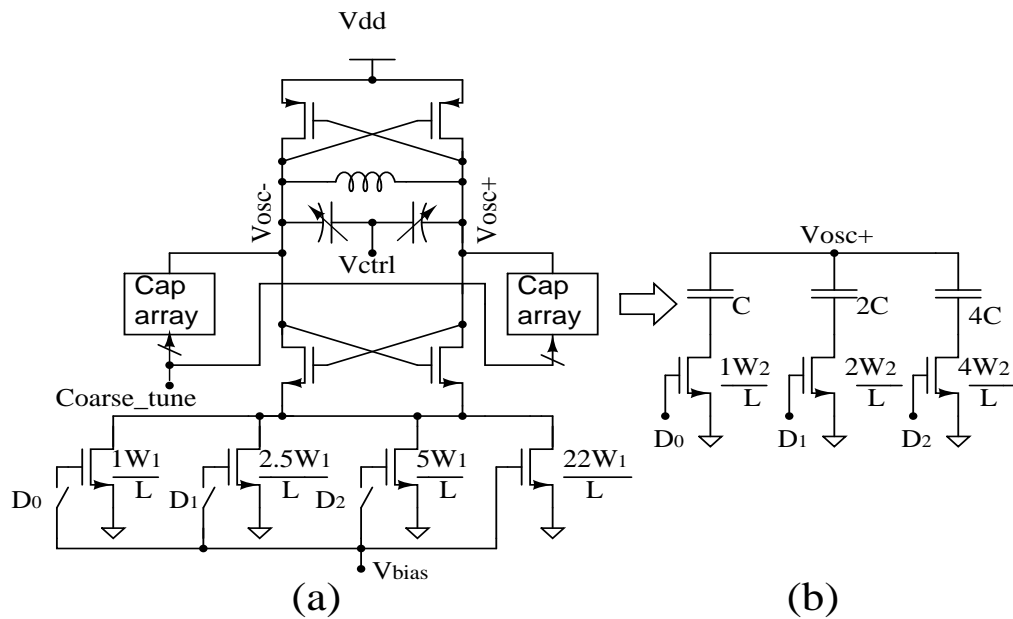 Vdd
Vosc-
Vosc+
Vctrl
Cap
array
Cap
array
Coarse_tune
1W1
L
2.5W1
L
5W1
L
22W1
L
D0
D1
D2
Vbias
(a)
Vosc+
C
2C
4C
1W2
L
2W2
L
4W2
L
D0
D1
D2
(b)